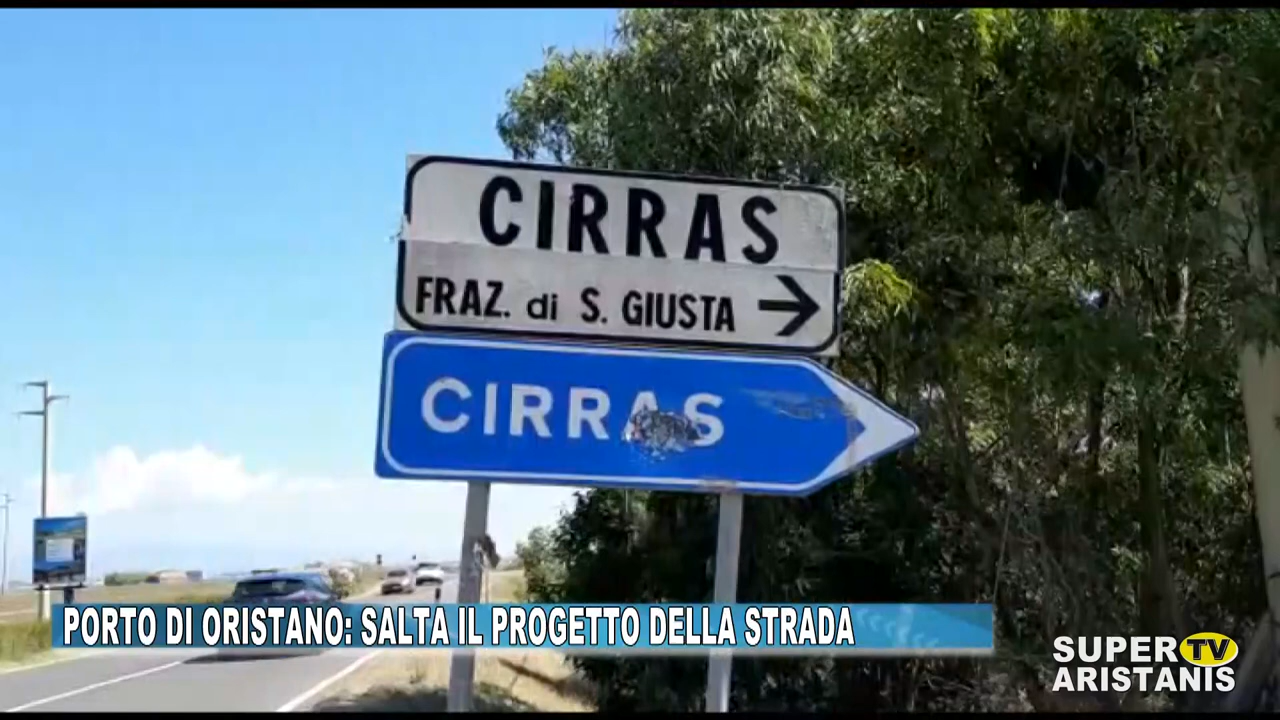 CIRRAS
FRAZ. di S. GIUSTA
CIRRAS
PORTO DI ORISTANO: SALTA IL PROGETTO DELLA STRADA
SUPER TV
ARISTANIS